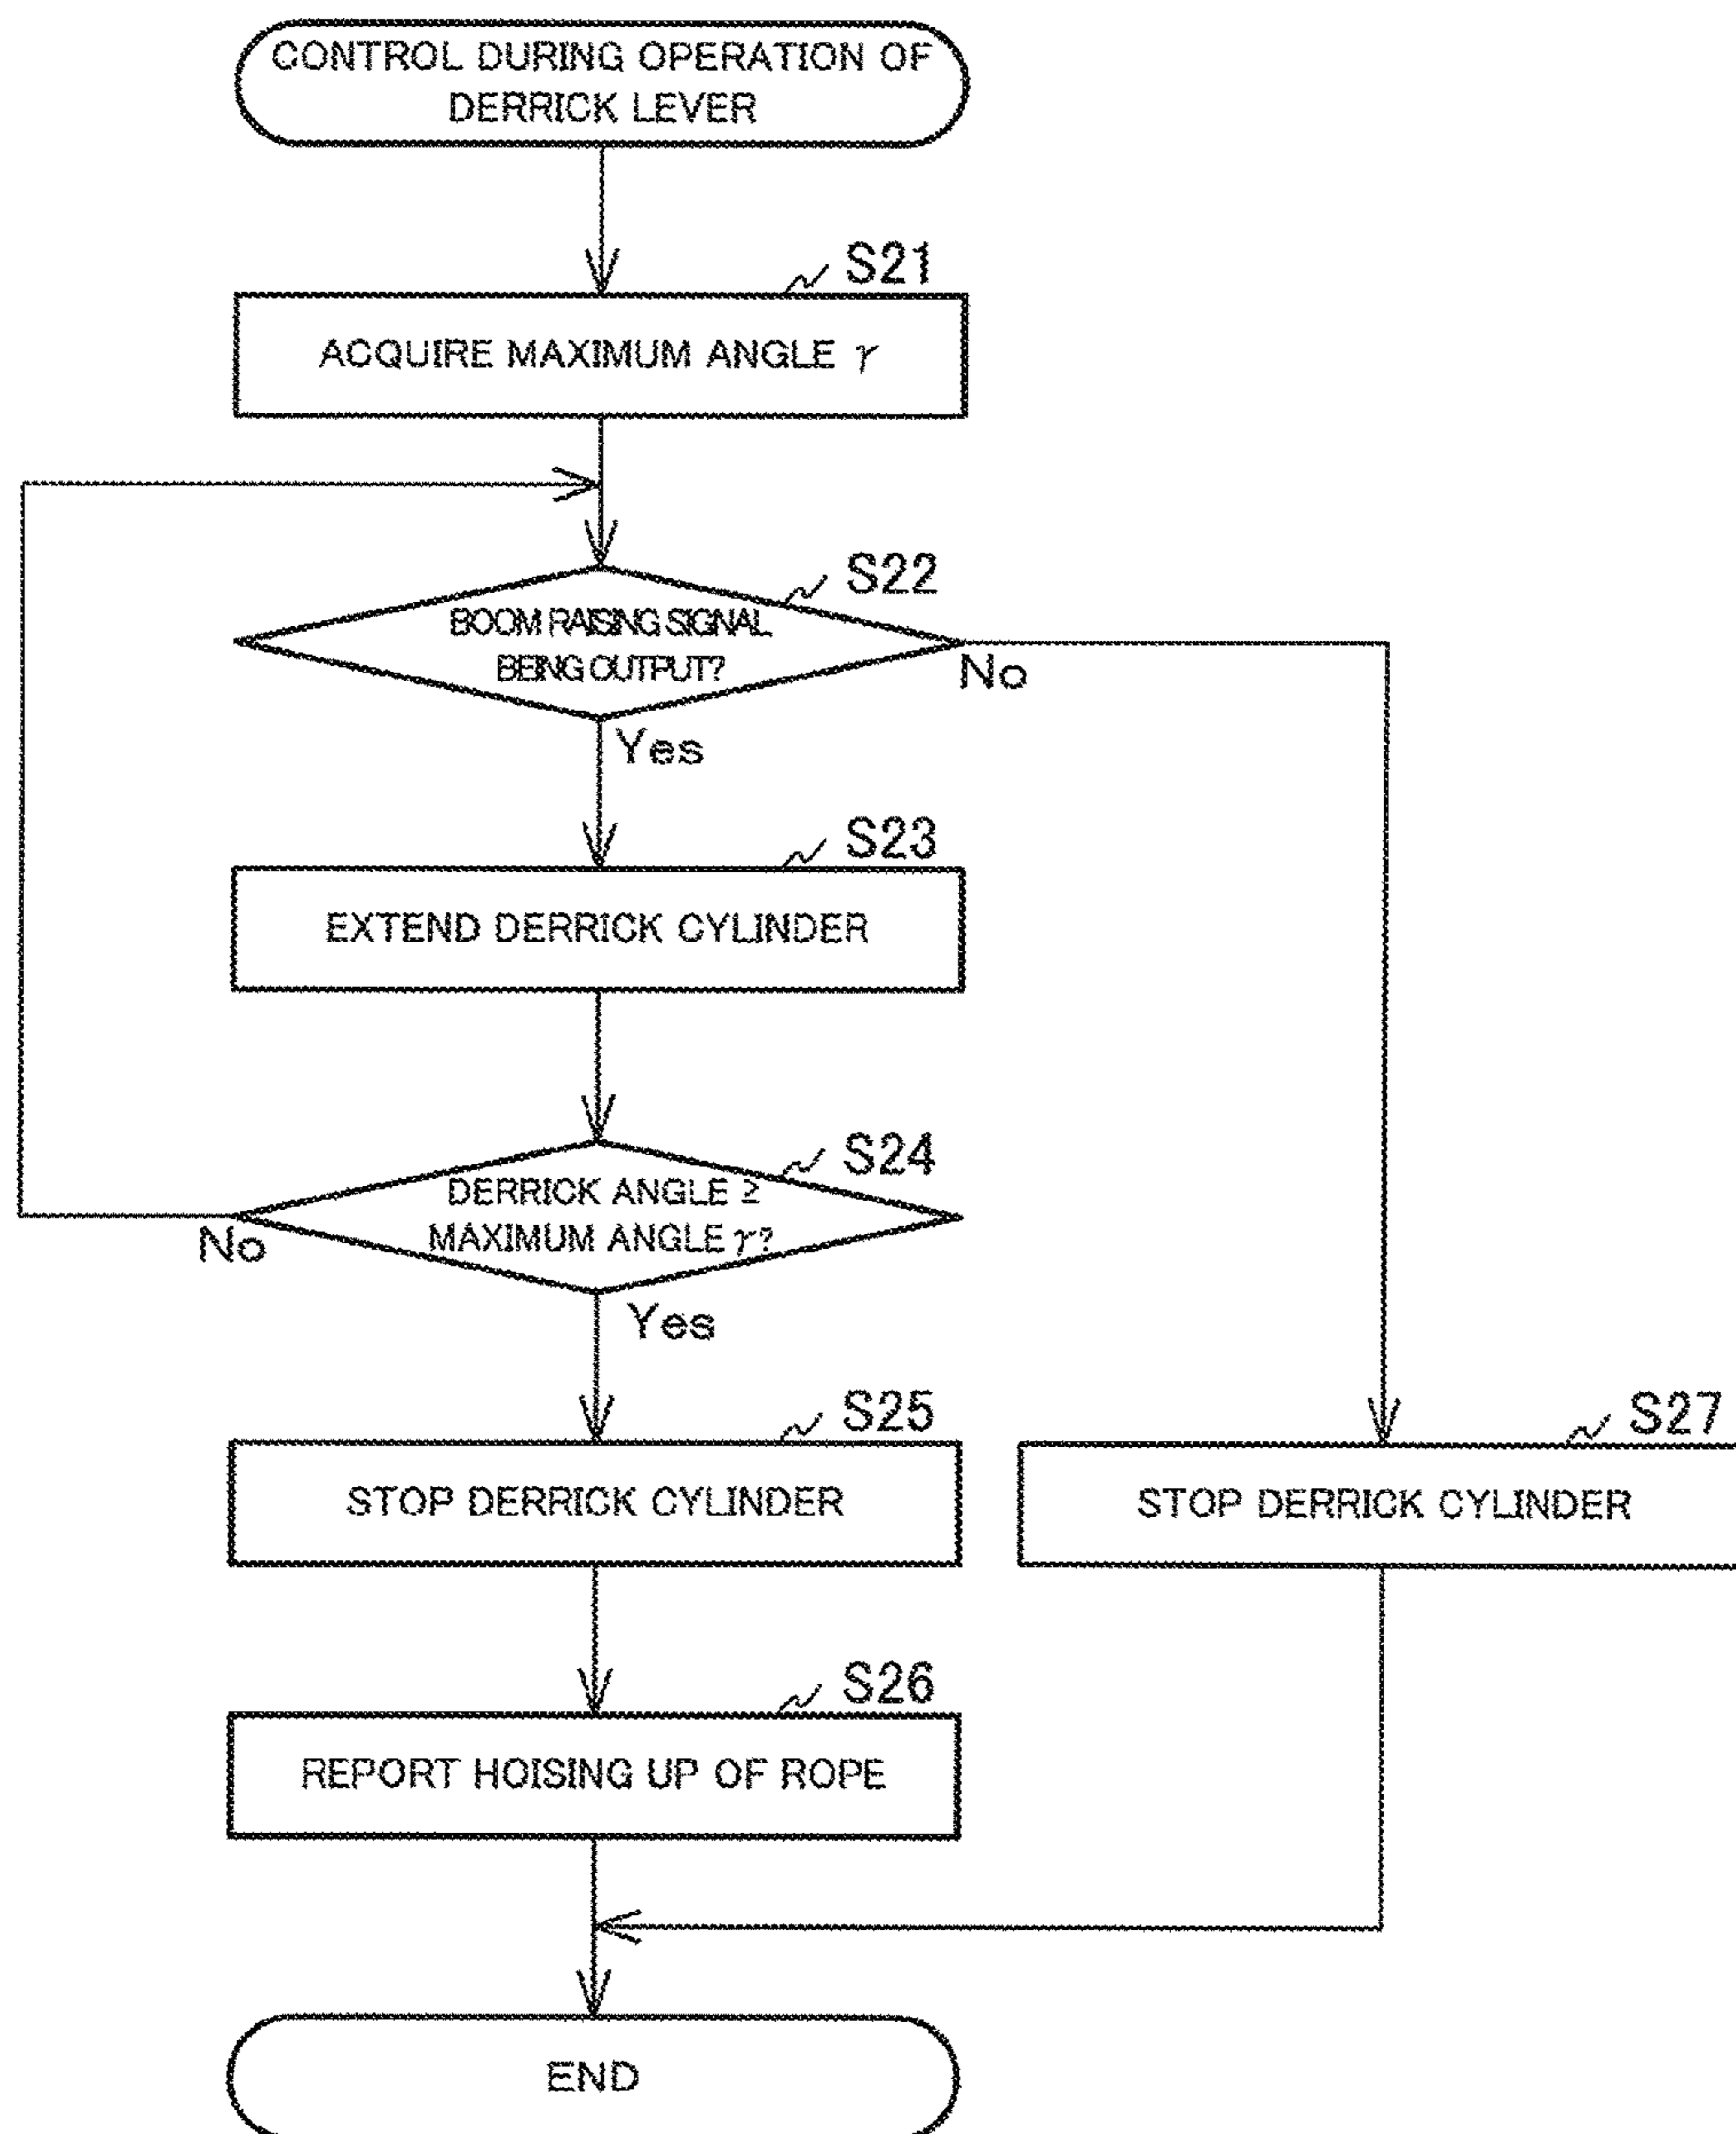 CONTROL DURING OPERATION OF
DERRICK LEVER
S21
ACQUIRE MAXIMUM ANGLE γ
S22
BOOM RAISING SIGNAL
BEING OUTPUT?
No
Yes
S23
EXTEND DERRICK CYLINDER
S24
DERRICK ANGLE ≥
MAXIMUM ANGLE γ?
No
Yes
S25
STOP DERRICK CYLINDER
S27
STOP DERRICK CYLINDER
S26
REPORT HOISING UP OF ROPE
END